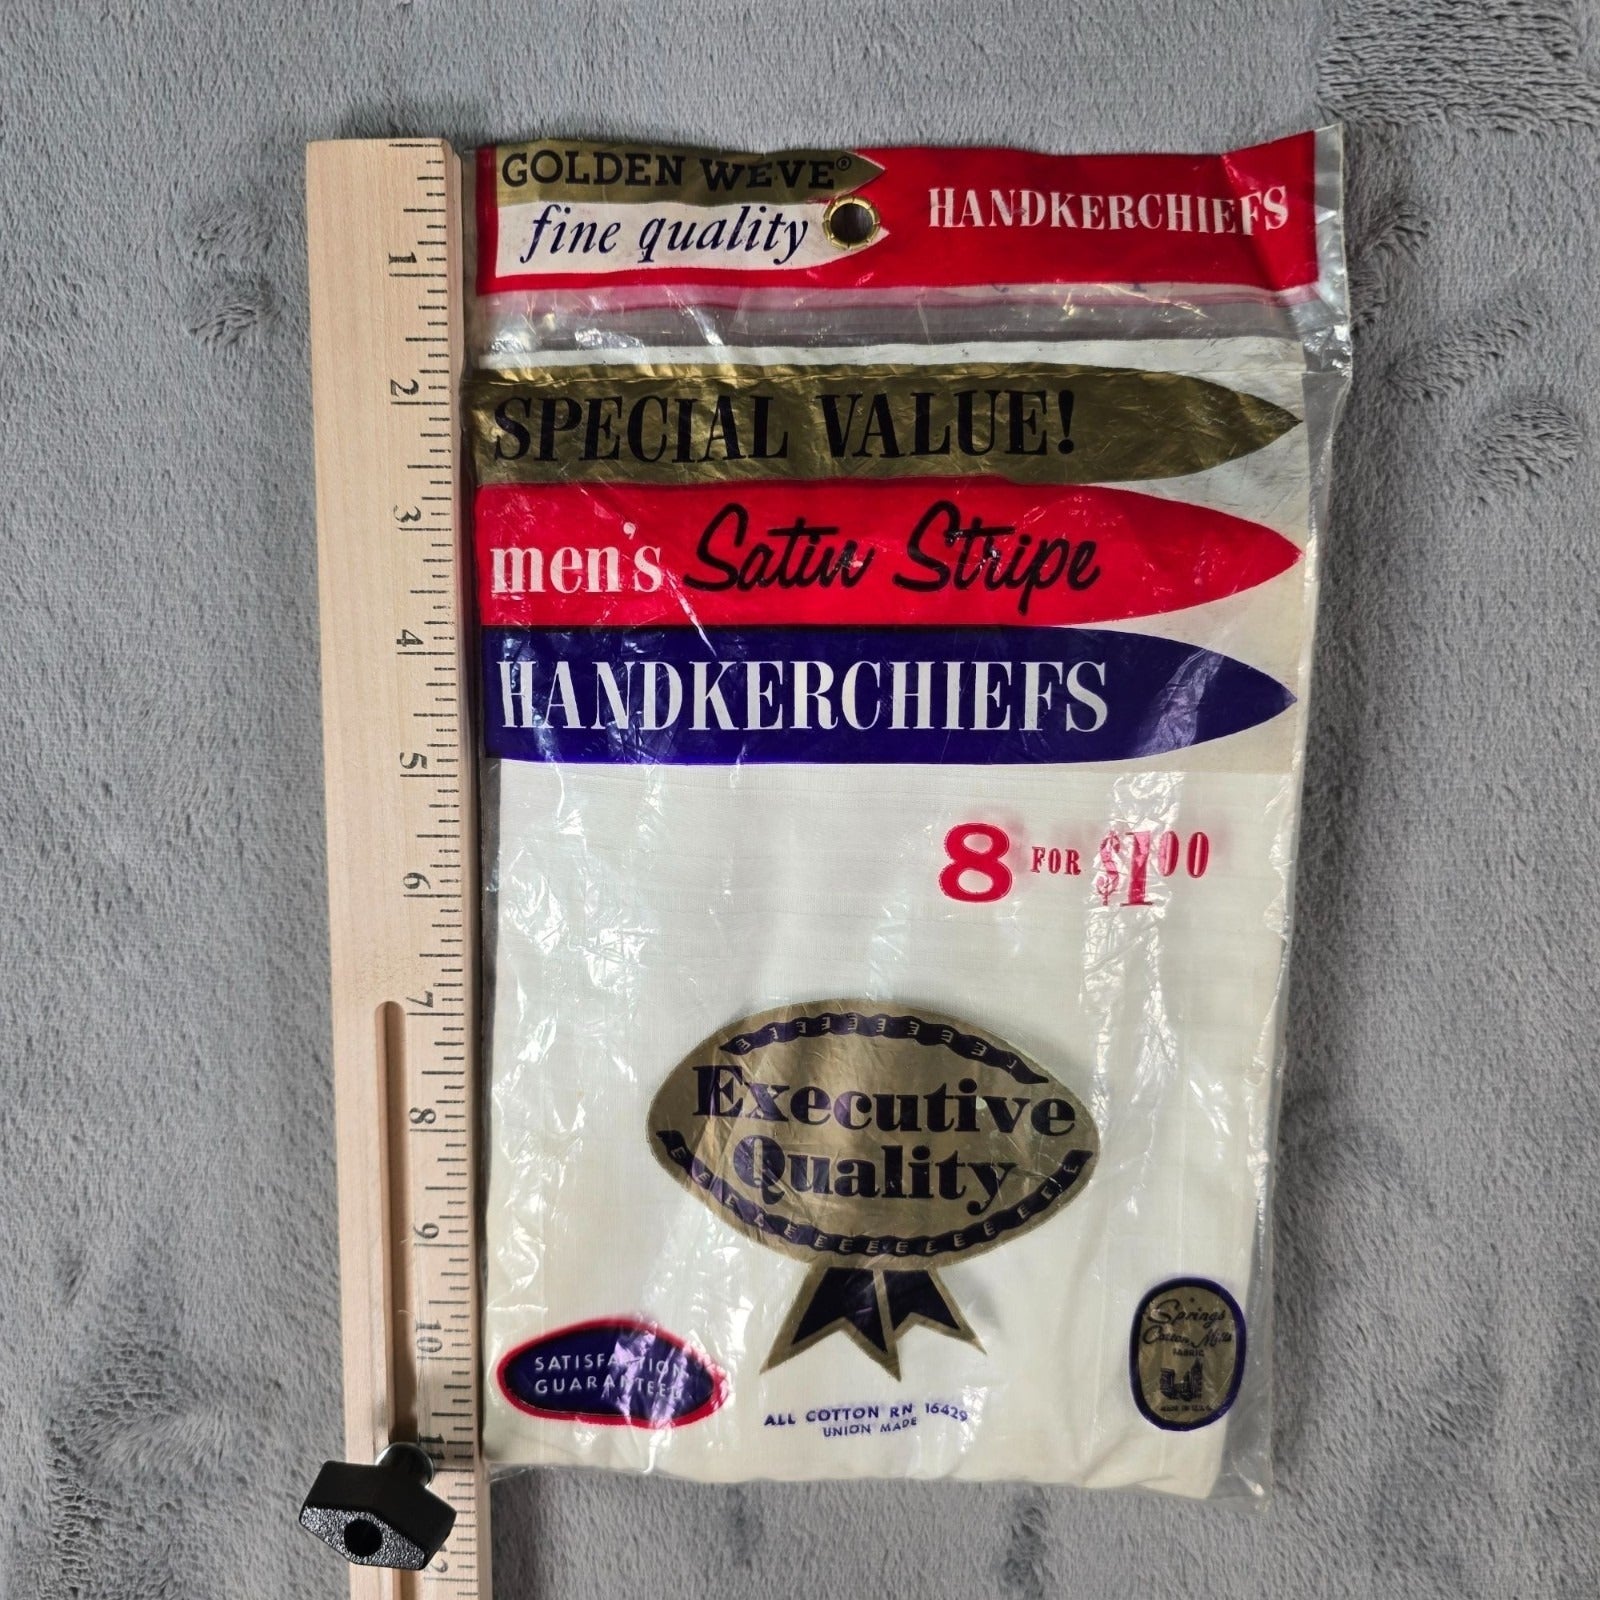 GOLDEN WEVE®
fine quality
HANDKERCHIEFS
SPECIAL VALUE!
men's Satin Stripe
HANDKERCHIEFS
8 FOR $1.00
Executive
Quality
SATISFACTION
GUARANTEED
ALL COTTON RN 16429
UNION MADE
Springs
Cotton Mills
FABRIC
MADE IN U.S.A.
1
2
3
4
5
6
7
8
9
10
11